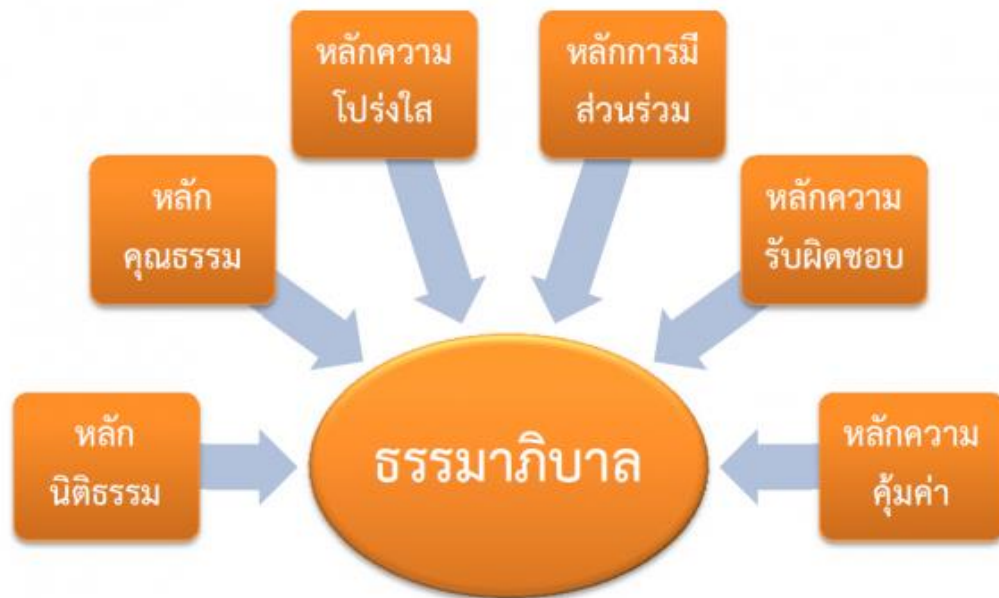 หลักความ
โปร่งใส
หลักการมี
ส่วนร่วม
หลัก
คุณธรรม
หลักความ
รับผิดชอบ
หลัก
นิติธรรม
ธรรมาภิบาล
หลักความ
คุ้มค่า